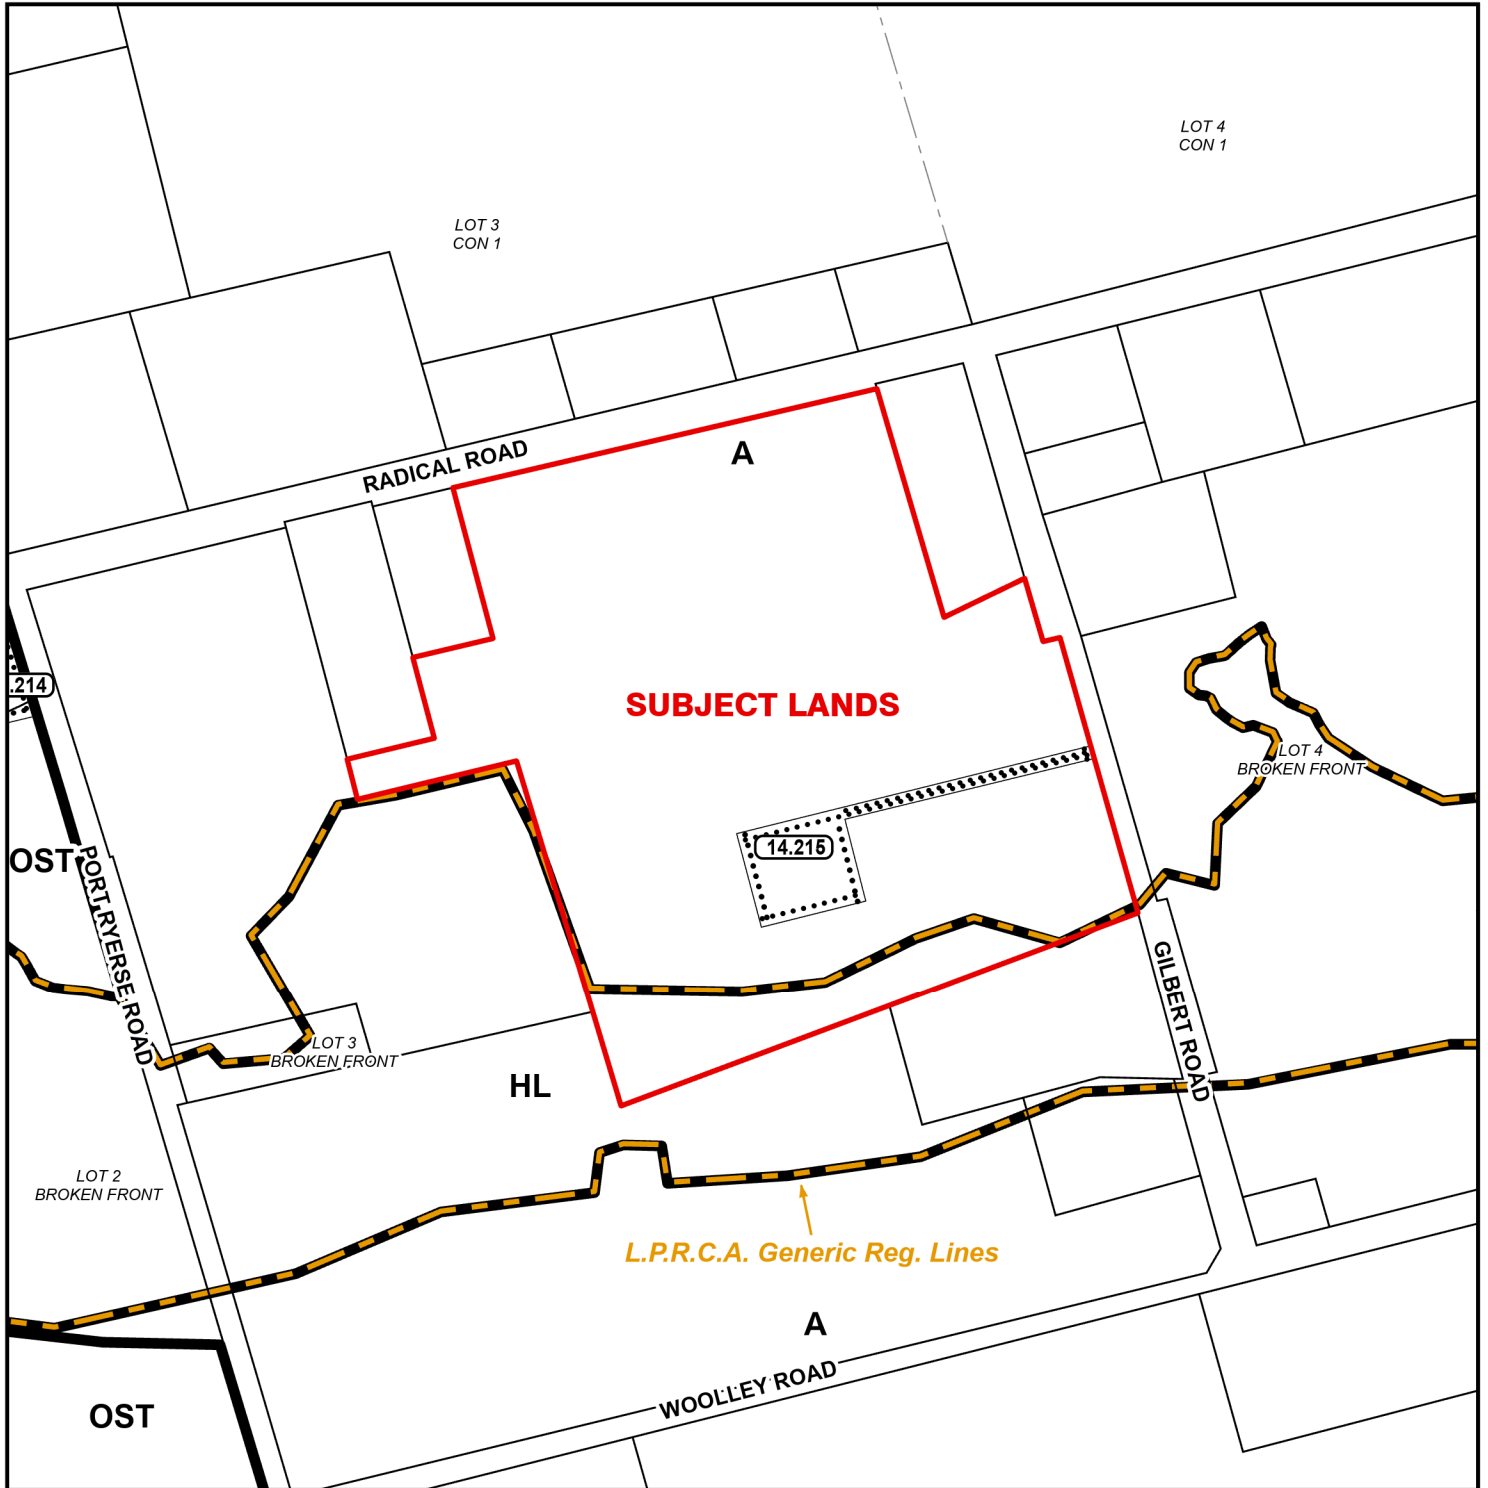 LOT 4
CON 1
LOT 3
CON 1
RADICAL ROAD
A
.214
SUBJECT LANDS
LOT 4
BROKEN FRONT
14.215
OST
PORT RYERSE ROAD
GILBERT ROAD
LOT 3
BROKEN FRONT
HL
LOT 2
BROKEN FRONT
L.P.R.C.A. Generic Reg. Lines
A
WOOLLEY ROAD
OST